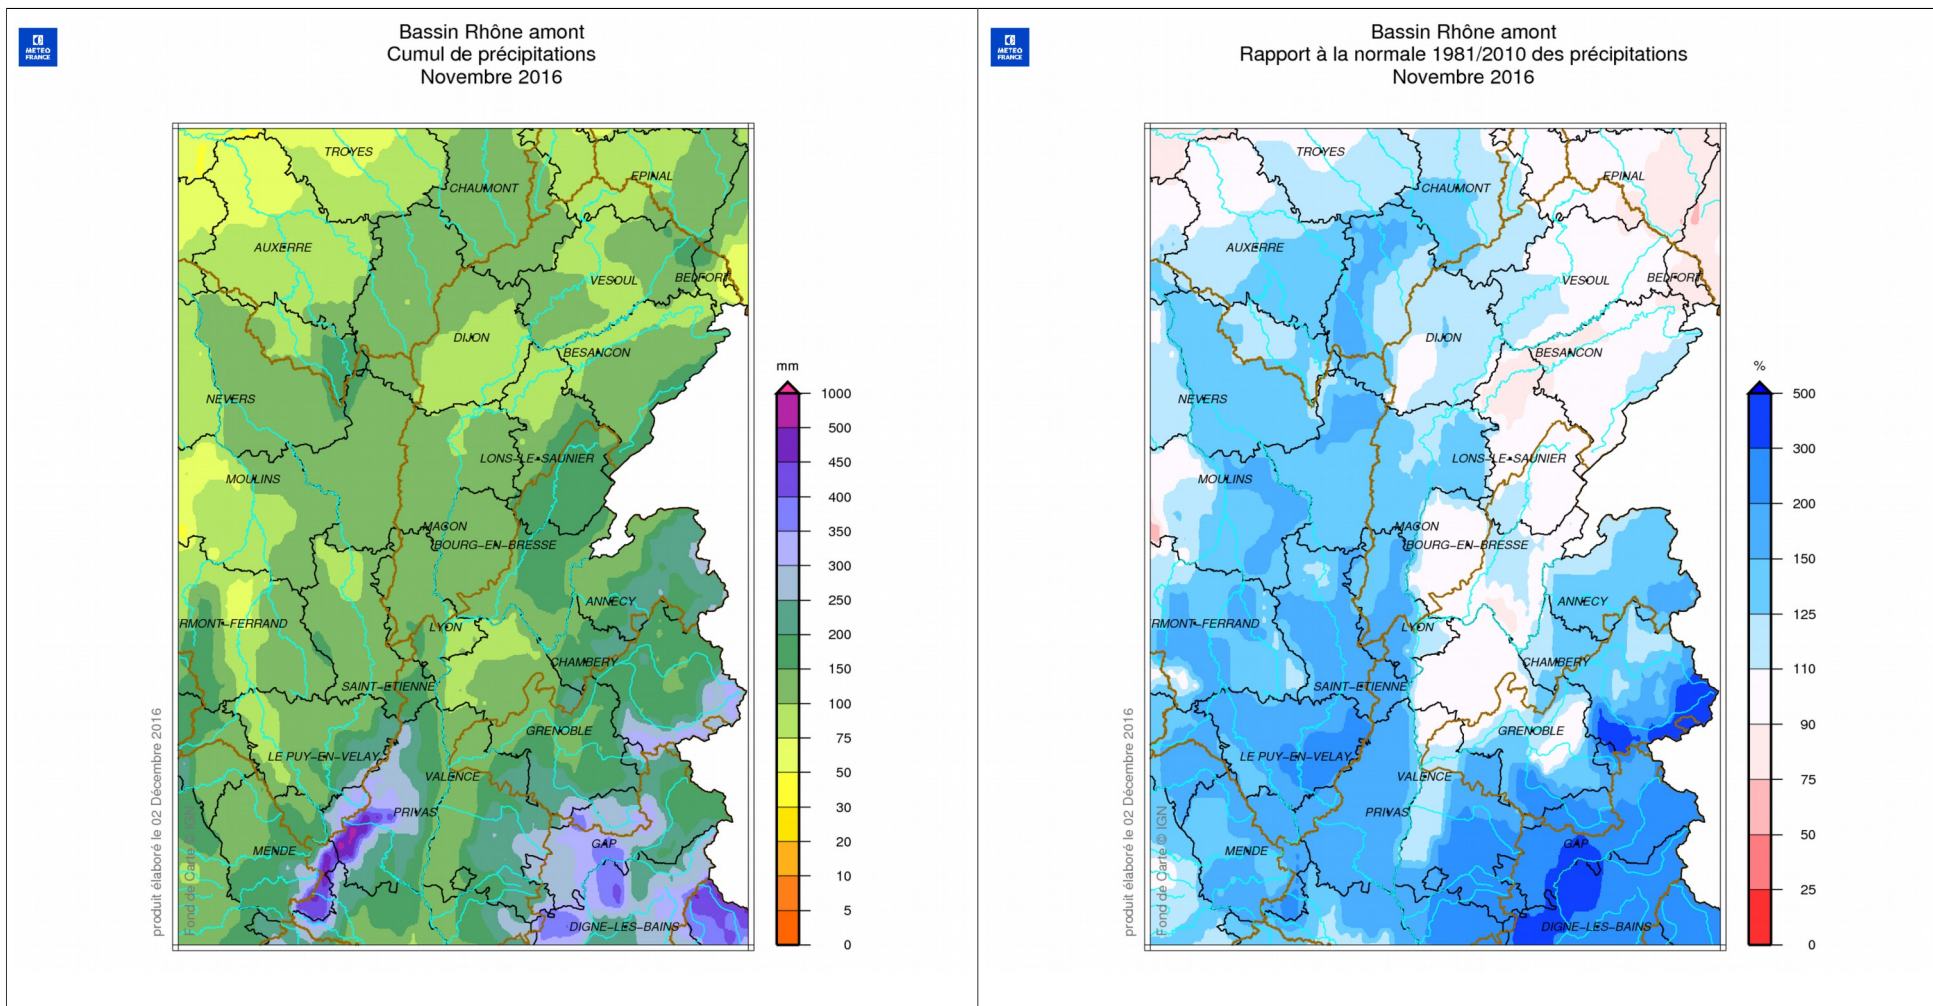 METEO
FRANCE
Bassin Rhône amont
Cumul de précipitations
Novembre 2016
TROYES
CHAUMONT
EPINAL
AUXERRE
VESOUL
BELFORT
DIJON
BESANCON
NEVERS
LONS-LE-SAUNIER
MOULINS
MACON
BOURG-EN-BRESSE
ANNECY
RMONT-FERRAND
LYON
CHAMBERY
SAINT-ETIENNE
GRENOBLE
LE PUY-EN-VELAY
VALENCE
PRIVAS
MENDE
GAP
DIGNE-LES-BAINS
produit élaboré le 02 Décembre 2016
Fond de Carte © IGN
mm
1000
500
450
400
350
300
250
200
150
100
75
50
30
20
10
5
0
METEO
FRANCE
Bassin Rhône amont
Rapport à la normale 1981/2010 des précipitations
Novembre 2016
TROYES
CHAUMONT
EPINAL
AUXERRE
VESOUL
BELFORT
DIJON
BESANCON
NEVERS
LONS-LE-SAUNIER
MOULINS
MACON
BOURG-EN-BRESSE
ANNECY
RMONT-FERRAND
LYON
CHAMBERY
SAINT-ETIENNE
GRENOBLE
LE PUY-EN-VELAY
VALENCE
PRIVAS
MENDE
GAP
DIGNE-LES-BAINS
produit élaboré le 02 Décembre 2016
Fond de Carte © IGN
%
500
300
200
150
125
110
90
75
50
25
0